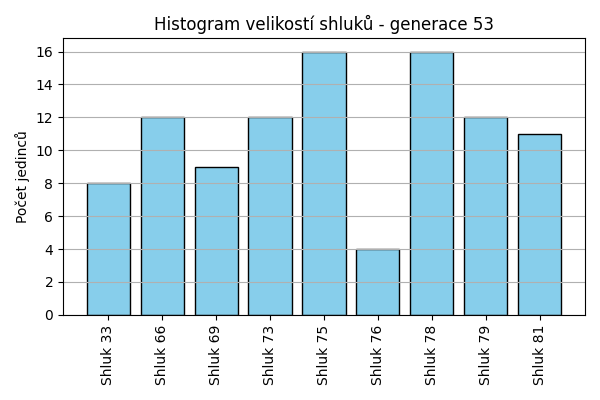 Histogram velikostí shluků - generace 53
Počet jedinců
16
14
12
10
8
6
4
2
0
Shluk 33
Shluk 66
Shluk 69
Shluk 73
Shluk 75
Shluk 76
Shluk 78
Shluk 79
Shluk 81